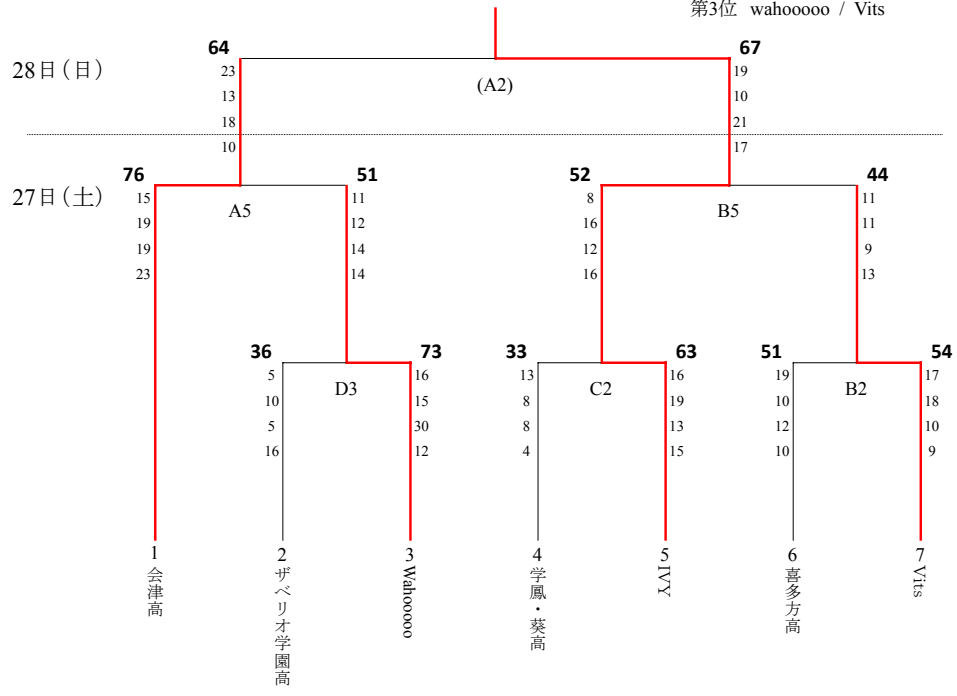 第3位 wahooooo / Vits
64 67
28日(日)
23 19
(A2)
13 10
18 21
10 17
76 51 52 44
27日(土)
15 11 8 11
A5 B5
19 12 16 11
19 14 12 9
23 14 16 13
36 73 33 63 51 54
5 16 13 16 19 17
D3 C2 B2
10 15 8 19 10 18
5 30 8 13 12 10
16 12 4 15 10 9
1 2 3 4 5 6 7
会津高
ザベリオ学園高
Wahooooo
学鳳・葵高
IVY
喜多方高
Vits